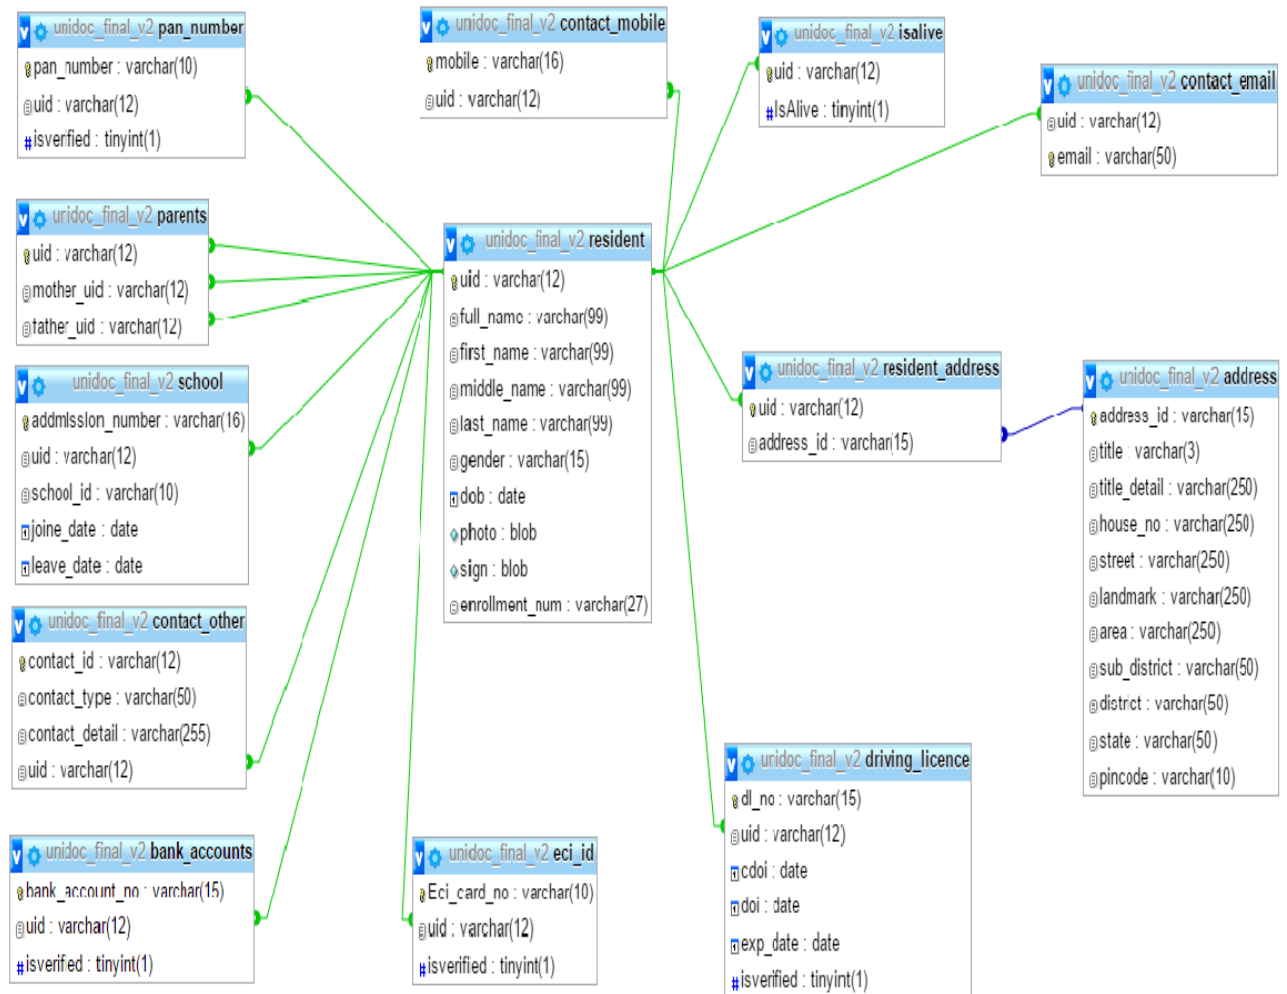 unidoc_final_v2 pan_number
pan_number : varchar(10)
uid : varchar(12)
isverified : tinyint(1)
unidoc_final_v2 contact_mobile
mobile : varchar(16)
uid : varchar(12)
unidoc_final_v2 isalive
uid : varchar(12)
IsAlive : tinyint(1)
unidoc_final_v2 contact_email
uid : varchar(12)
email : varchar(50)
unidoc_final_v2 parents
uid : varchar(12)
mother_uid : varchar(12)
father_uid : varchar(12)
unidoc_final_v2 resident
uid : varchar(12)
full_name : varchar(99)
first_name : varchar(99)
middle_name : varchar(99)
last_name : varchar(99)
gender : varchar(15)
dob : date
photo : blob
sign : blob
enrollment_num : varchar(27)
unidoc_final_v2 school
addmission_number : varchar(16)
uid : varchar(12)
school_id : varchar(10)
joine_date : date
leave_date : date
unidoc_final_v2 resident_address
uid : varchar(12)
address_id : varchar(15)
unidoc_final_v2 address
address_id : varchar(15)
title : varchar(3)
title_detail : varchar(250)
house_no : varchar(250)
street : varchar(250)
landmark : varchar(250)
area : varchar(250)
sub_district : varchar(50)
district : varchar(50)
state : varchar(50)
pincode : varchar(10)
unidoc_final_v2 contact_other
contact_id : varchar(12)
contact_type : varchar(50)
contact_detail : varchar(255)
uid : varchar(12)
unidoc_final_v2 bank_accounts
bank_account_no : varchar(15)
uid : varchar(12)
isverified : tinyint(1)
unidoc_final_v2 eci_id
Eci_card_no : varchar(10)
uid : varchar(12)
isverified : tinyint(1)
unidoc_final_v2 driving_licence
dl_no : varchar(15)
uid : varchar(12)
cdoi : date
doi : date
exp_date : date
isverified : tinyint(1)